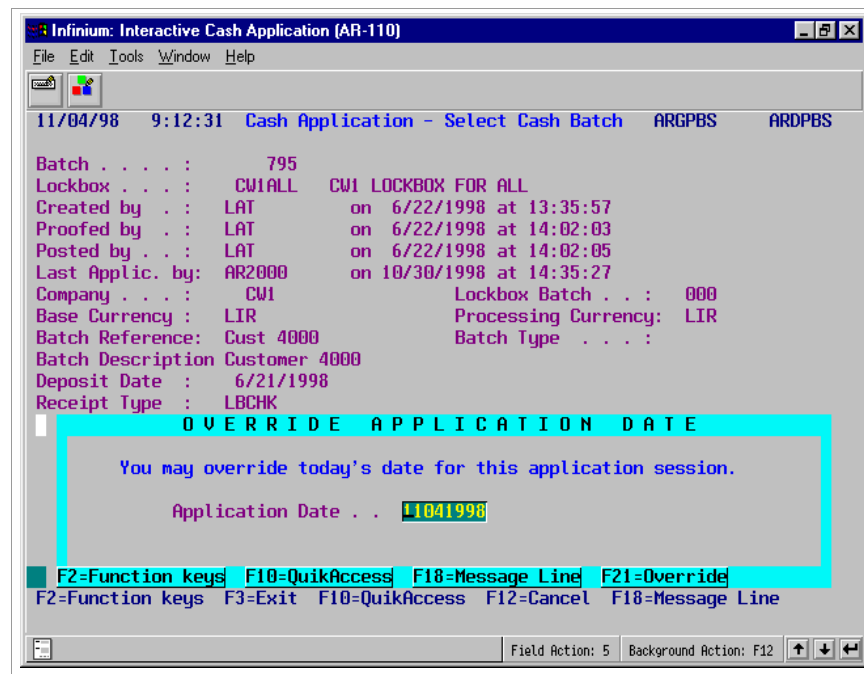 Infinium: Interactive Cash Application (AR-110)
File Edit Tools Window Help
11/04/98 9:12:31 Cash Application - Select Cash Batch ARGPBS ARDPBS
Batch . . . . : 795
Lockbox . . . : CW1ALL CW1 LOCKBOX FOR ALL
Created by . : LAT on 6/22/1998 at 13:35:57
Proofed by . : LAT on 6/22/1998 at 14:02:03
Posted by . . : LAT on 6/22/1998 at 14:02:05
Last Applic. by: AR2000 on 10/30/1998 at 14:35:27
Company . . . : CW1 Lockbox Batch . . : 000
Base Currency : LIR Processing Currency: LIR
Batch Reference: Cust 4000 Batch Type . . . :
Batch Description Customer 4000
Deposit Date : 6/21/1998
Receipt Type : LBCHK
O V E R R I D E A P P L I C A T I O N D A T E
You may override today's date for this application session.
Application Date . . 11041998
F2=Function keys F10=QuikAccess F18=Message Line F21=Override
F2=Function keys F3=Exit F10=QuikAccess F12=Cancel F18=Message Line
Field Action: 5 Background Action: F12